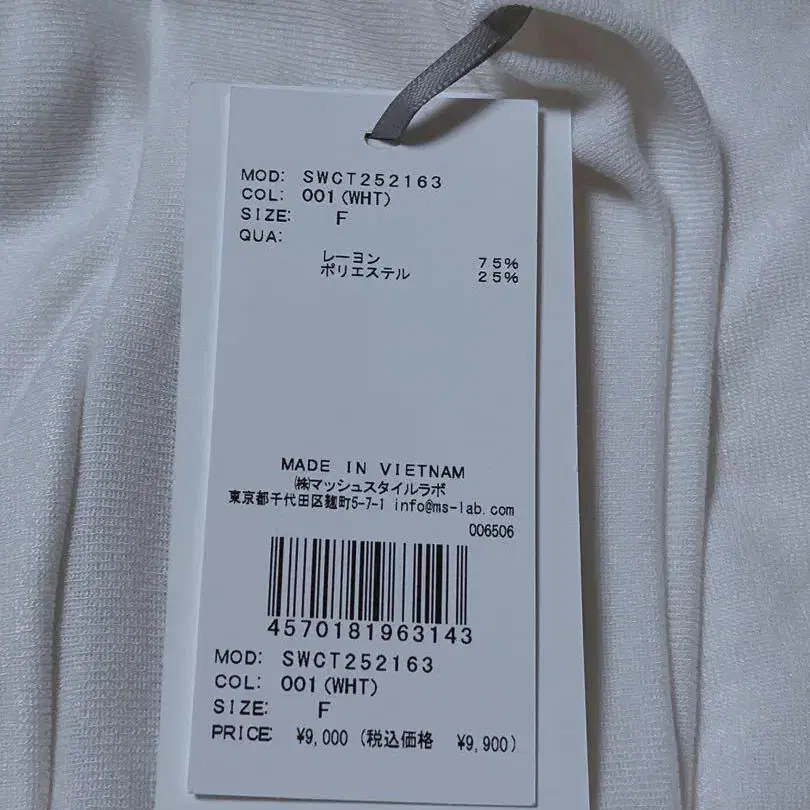 MOD: SWCT252163
COL: 001(WHT)
SIZE: F
QUA:
レーヨン 75%
ポリエステル 25%
MADE IN VIETNAM
㈱マッシュスタイルラボ
東京都千代田区麹町5-7-1 info@ms-lab.com
006506
4570181963143
MOD: SWCT252163
COL: 001(WHT)
SIZE: F
PRICE: ¥9,000 (税込価格 ¥9,900)